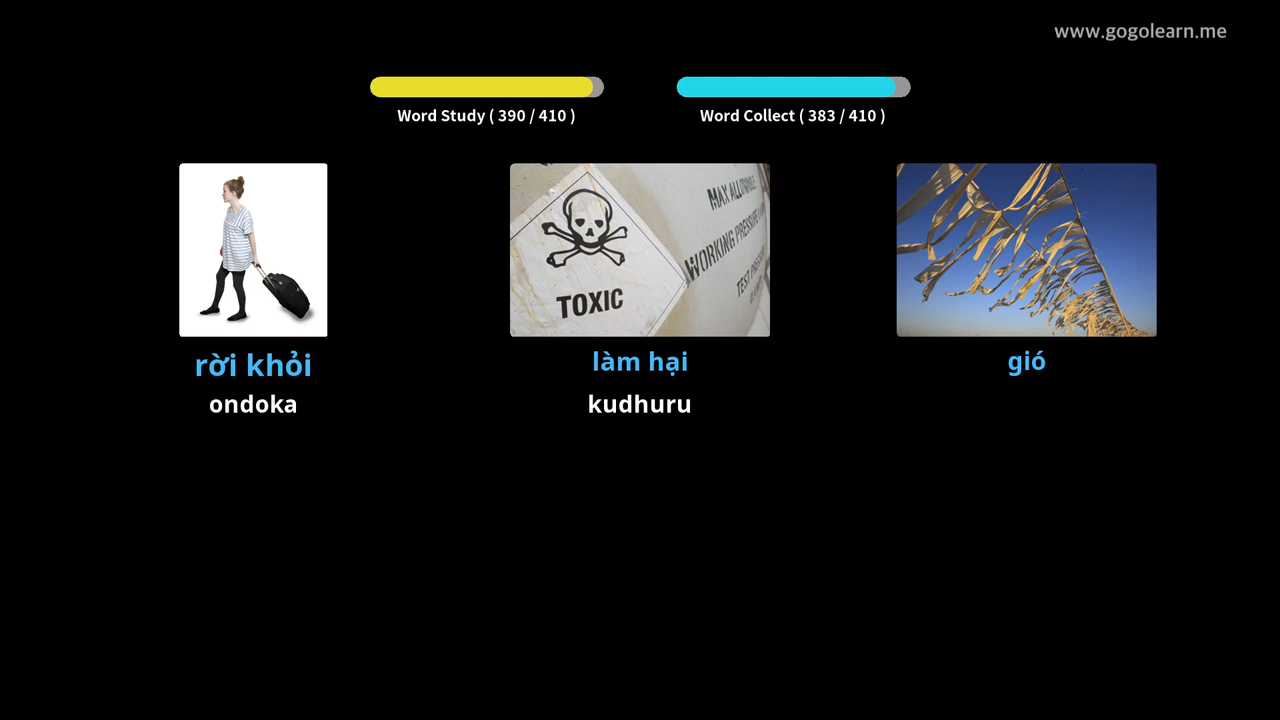 www.gogolearn.me
Word Study ( 390 / 410 )
Word Collect ( 383 / 410 )
TOXIC
MAX ALLOWABLE
WORKING PRESSURE
TEST PRESSURE
rời khỏi
làm hại
gió
ondoka
kudhuru